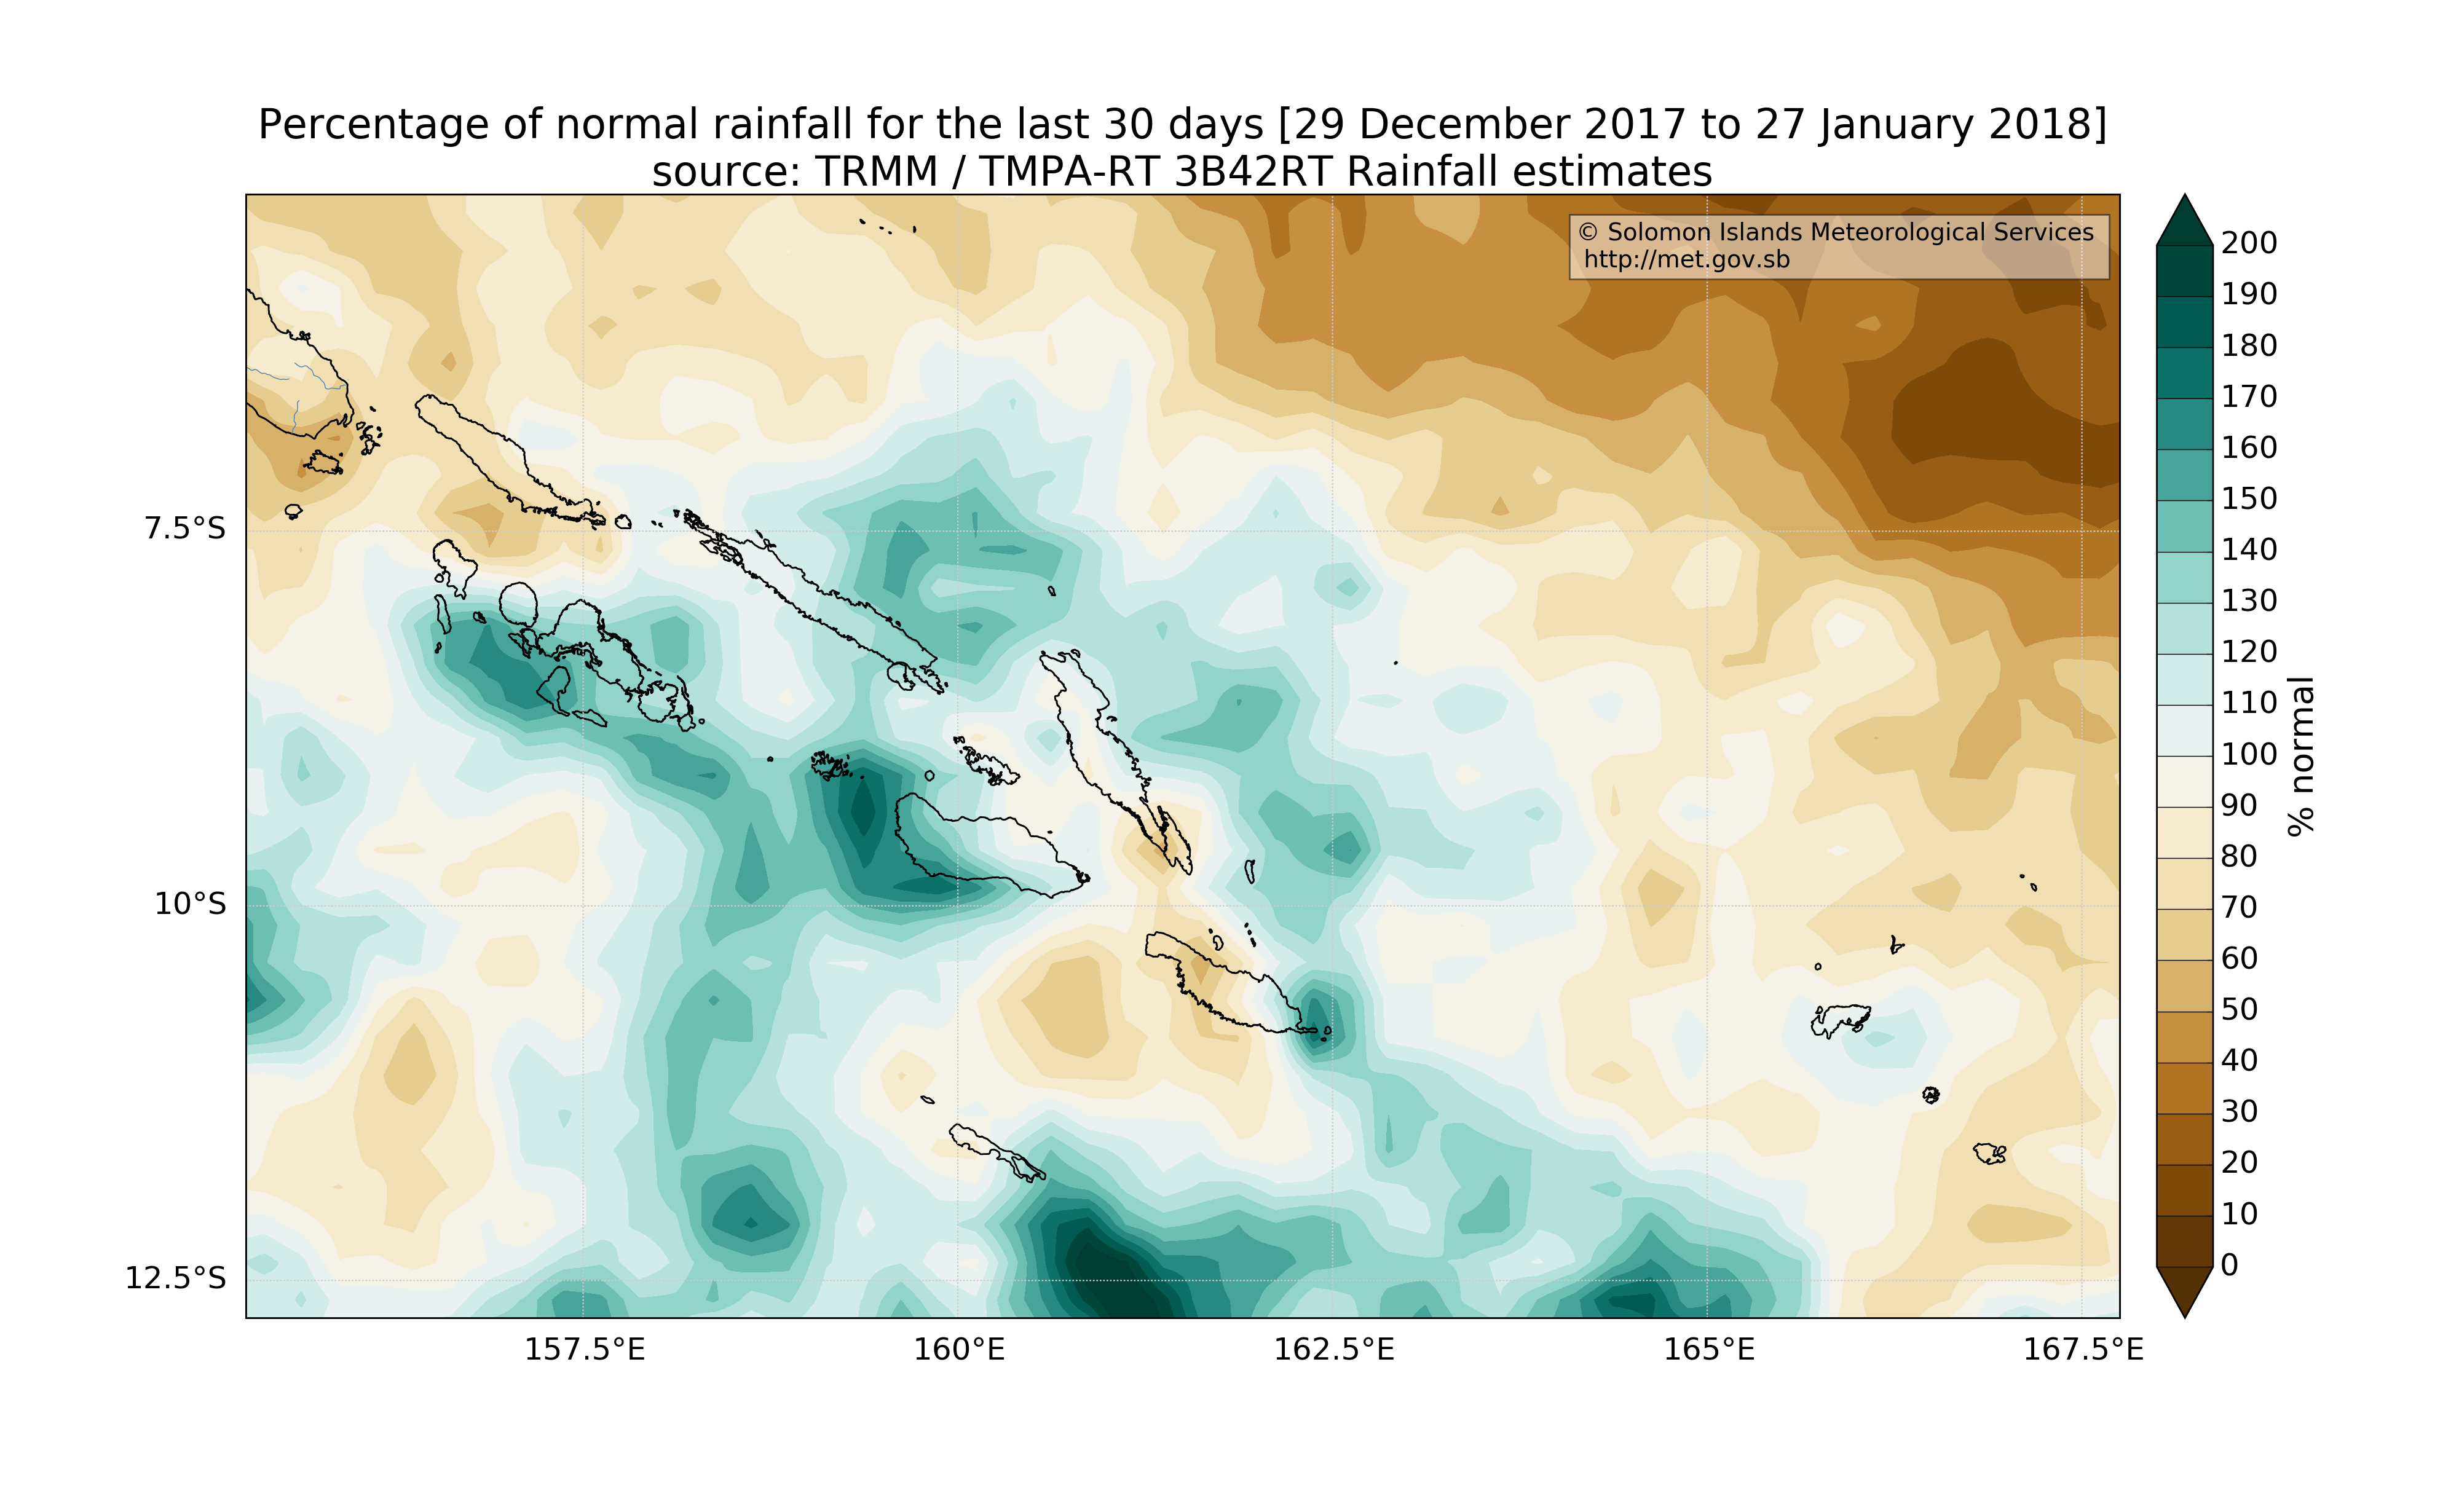 Percentage of normal rainfall for the last 30 days [29 December 2017 to 27 January 2018]
source: TRMM / TMPA-RT 3B42RT Rainfall estimates
© Solomon Islands Meteorological Services
http://met.gov.sb
7.5°S
10°S
12.5°S
157.5°E
160°E
162.5°E
165°E
167.5°E
200
190
180
170
160
150
140
130
120
110
100
90
80
70
60
50
40
30
20
10
0
% normal